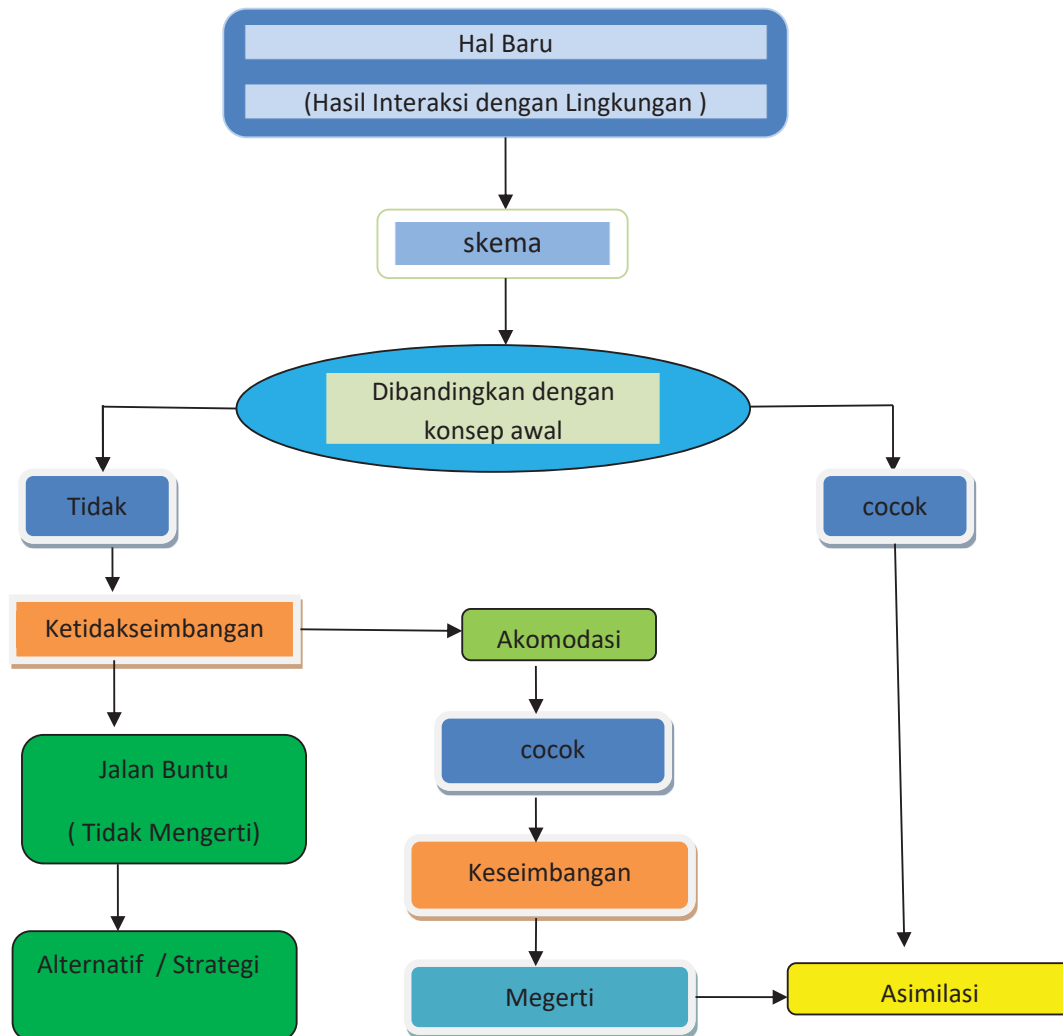 Hal Baru
(Hasil Interaksi dengan Lingkungan )
skema
Dibandingkan dengan
konsep awal
Tidak
cocok
Ketidakseimbangan
Akomodasi
cocok
Jalan Buntu
( Tidak Mengerti)
Keseimbangan
Alternatif / Strategi
Megerti
Asimilasi